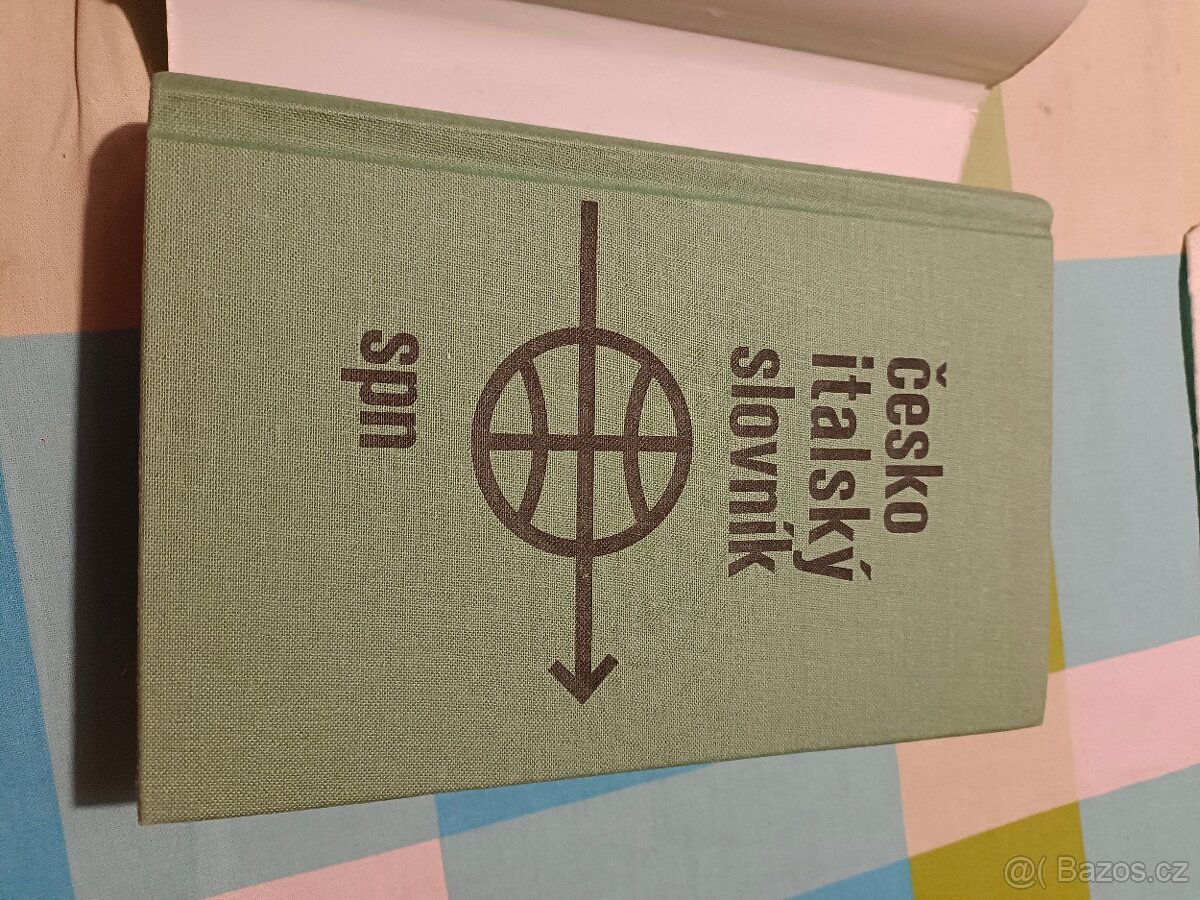 česko
italský
slovník
spn
@( Bazos.cz